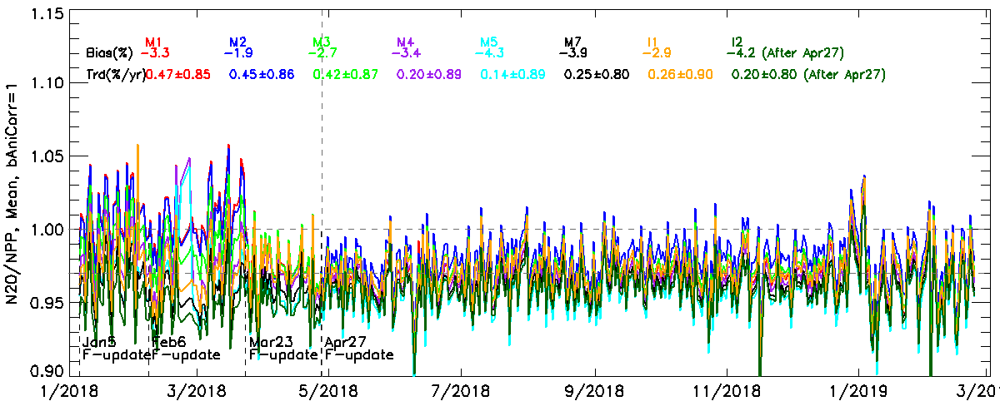 1.15
M1 M2 M3 M4 M5 M7 I1 I2
Bias(%) -3.3 -1.9 -2.7 -3.4 -4.3 -3.9 -2.9 -4.2 (After Apr27)
Trd(%/yr) 0.47±0.85 0.45±0.86 0.42±0.87 0.20±0.89 0.14±0.89 0.25±0.80 0.26±0.90 0.20±0.80 (After Apr27)
1.10
1.05
1.00
0.95
0.90
N20/NPP, Mean, bAniCorr=1
Jan5 Feb6 Mar23 Apr27
F-update F-update F-update F-update
1/2018 3/2018 5/2018 7/2018 9/2018 11/2018 1/2019 3/201